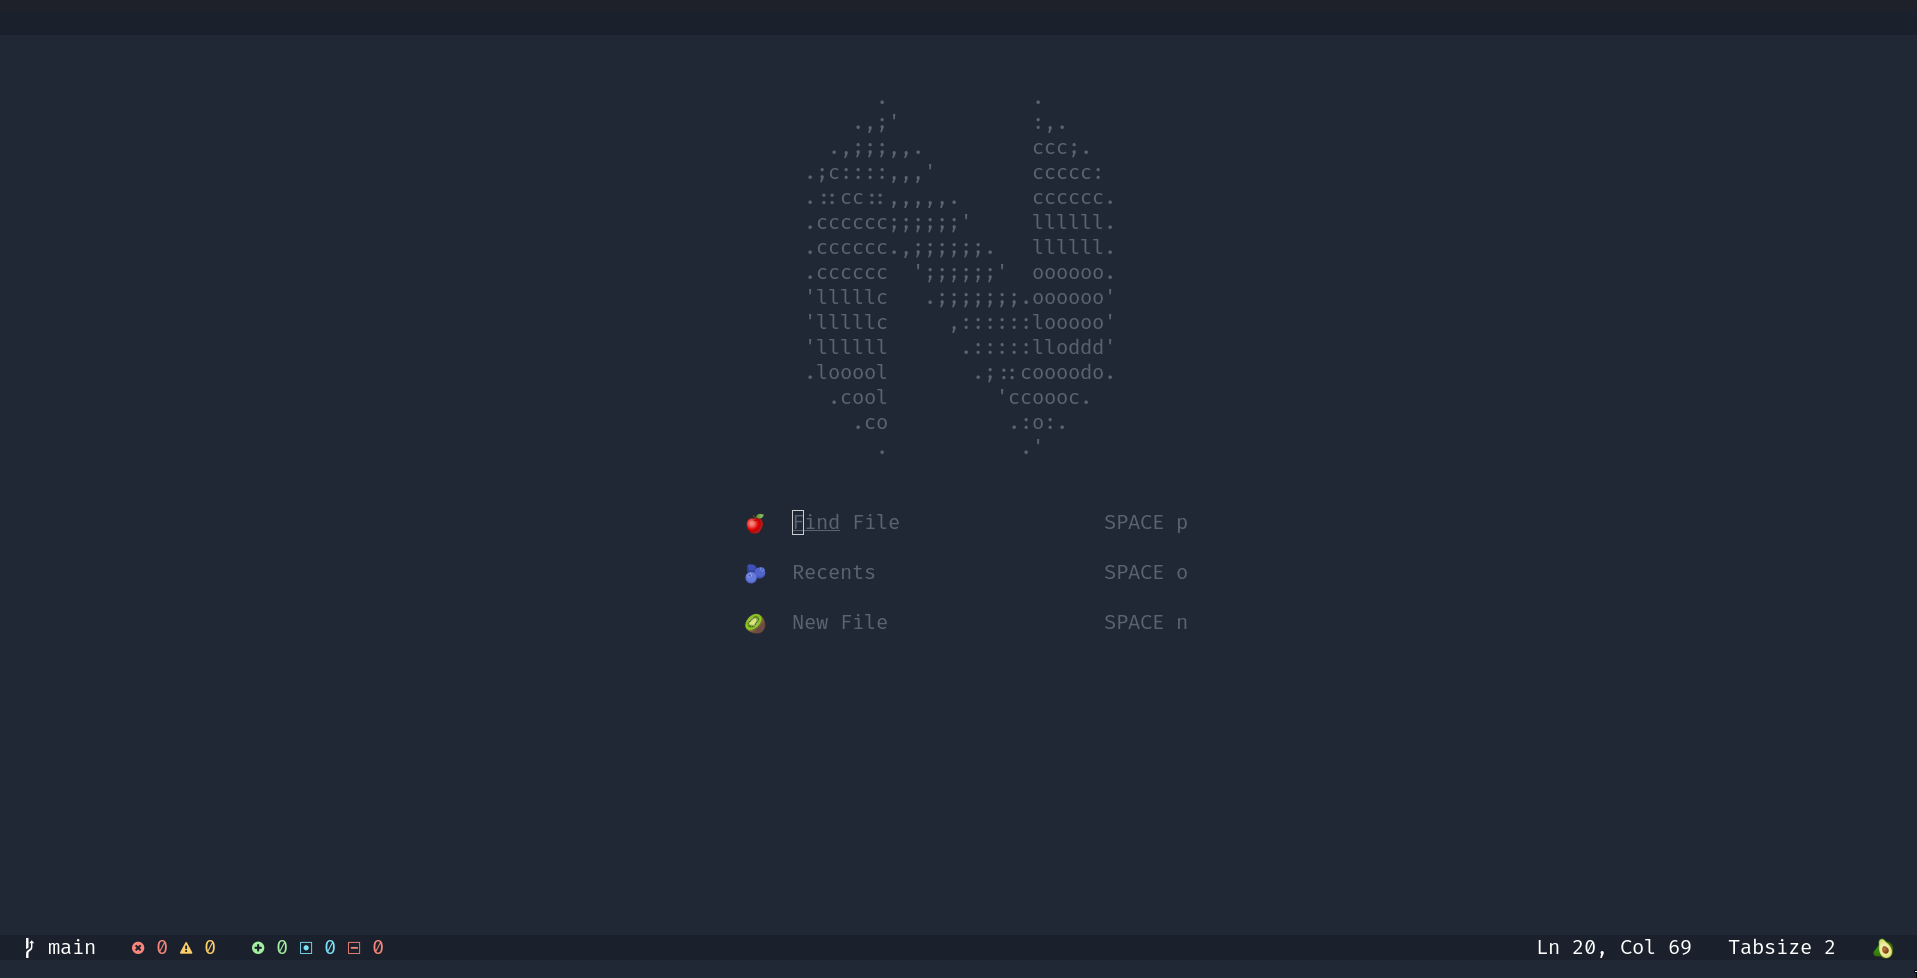 .            .
     .,;'           :,.
   .,;;;,,.         ccc;.
 .;c::::,,,'        ccccc:
 .::cc::,,,,,.      cccccc.
 .cccccc;;;;;;'     llllll.
 .cccccc.,;;;;;;.   llllll.
 .cccccc  ';;;;;;'  oooooo.
 'lllllc   .;;;;;;;.oooooo'
 'lllllc     ,::::::looooo'
 'llllll      .:::::lloddd'
 .looool       .;::coooodo.
   .cool         'ccoooc.
     .co          .:o:.
       .           .'
Find File SPACE p
Recents SPACE o
New File SPACE n
main 0 0 0 0 0 Ln 20, Col 69 Tabsize 2